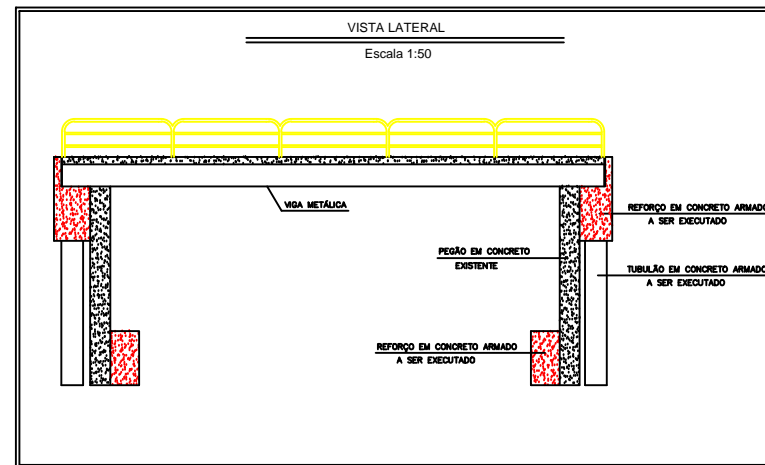 VISTA LATERAL
Escala 1:50
VIGA METÁLICA
REFORÇO EM CONCRETO ARMADO
A SER EXECUTADO
PEGÃO EM CONCRETO
EXISTENTE
TUBULÃO EM CONCRETO ARMADO
A SER EXECUTADO
REFORÇO EM CONCRETO ARMADO
A SER EXECUTADO